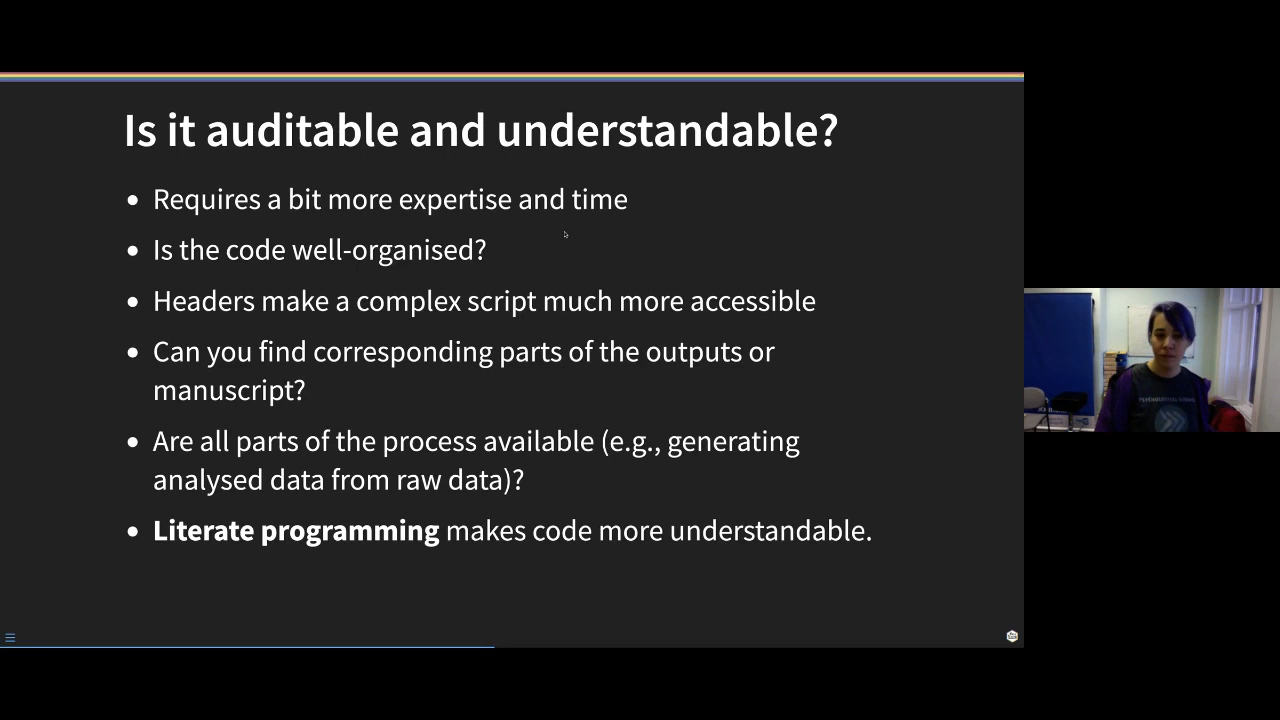 Is it auditable and understandable?
• Requires a bit more expertise and time
• Is the code well-organised?
• Headers make a complex script much more accessible
• Can you find corresponding parts of the outputs or
manuscript?
• Are all parts of the process available (e.g., generating
analysed data from raw data)?
• Literate programming makes code more understandable.